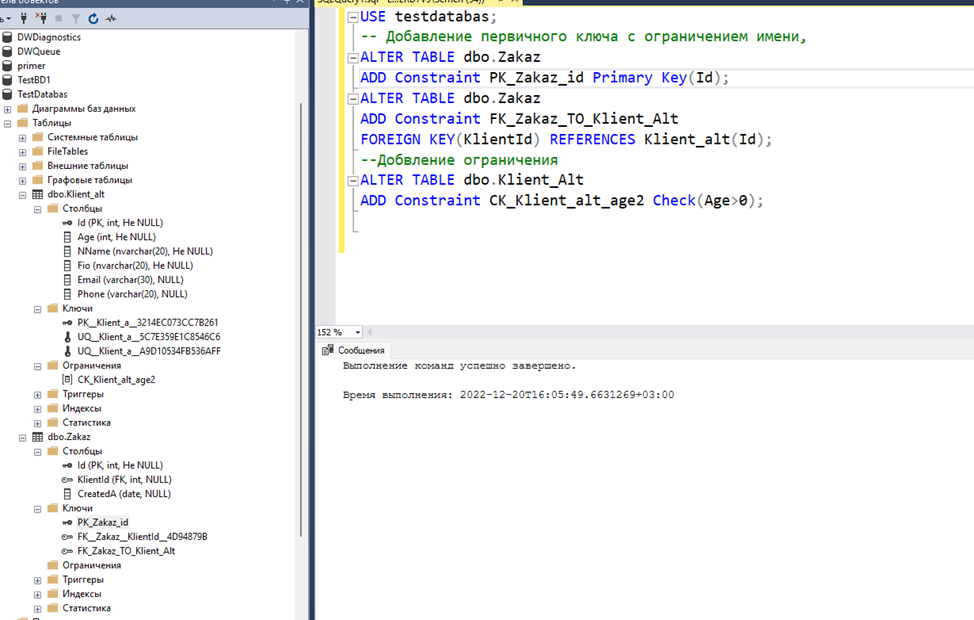 DWDiagnostics
DWQueue
primer
TestBD1
TestDatabas
Диаграммы баз данных
Таблицы
Системные таблицы
FileTables
Внешние таблицы
Графовые таблицы
dbo.Klient_alt
Столбцы
Id (PK, int, Не NULL)
Age (int, Не NULL)
NName (nvarchar(20), Не NULL)
Fio (nvarchar(20), Не NULL)
Email (varchar(30), NULL)
Phone (varchar(20), NULL)
Ключи
PK__Klient_a__3214EC073CC7B261
UQ__Klient_a__5C7E359E1C8546C6
UQ__Klient_a__A9D10534FB536AFF
Ограничения
CK_Klient_alt_age2
Триггеры
Индексы
Статистика
dbo.Zakaz
Столбцы
Id (PK, int, Не NULL)
KlientId (FK, int, NULL)
CreatedA (date, NULL)
Ключи
PK_Zakaz_id
FK__Zakaz__KlientId__4D94879B
FK_Zakaz_TO_Klient_Alt
Ограничения
Триггеры
Индексы
Статистика
USE testdatabas;
-- Добавление первичного ключа с ограничением имени,
ALTER TABLE dbo.Zakaz
ADD Constraint PK_Zakaz_id Primary Key(Id);
ALTER TABLE dbo.Zakaz
ADD Constraint FK_Zakaz_TO_Klient_Alt
FOREIGN KEY(KlientId) REFERENCES Klient_alt(Id);
--Добвление ограничения
ALTER TABLE dbo.Klient_Alt
ADD Constraint CK_Klient_alt_age2 Check(Age>0);
152 %
Сообщения
Выполнение команд успешно завершено.
Время выполнения: 2022-12-20T16:05:49.6631269+03:00